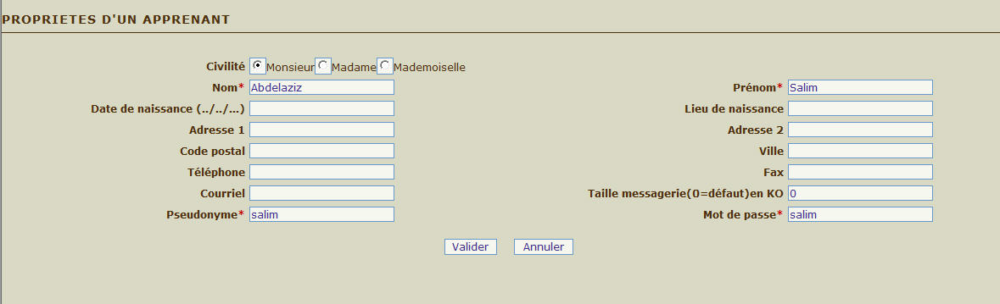 PROPRIETES D'UN APPRENANT
Civilité Monsieur Madame Mademoiselle
Nom* Abdelaziz Prénom* Salim
Date de naissance (../../...) Lieu de naissance
Adresse 1 Adresse 2
Code postal Ville
Téléphone Fax
Courriel Taille messagerie(0=défaut)en KO 0
Pseudonyme* salim Mot de passe* salim
Valider Annuler